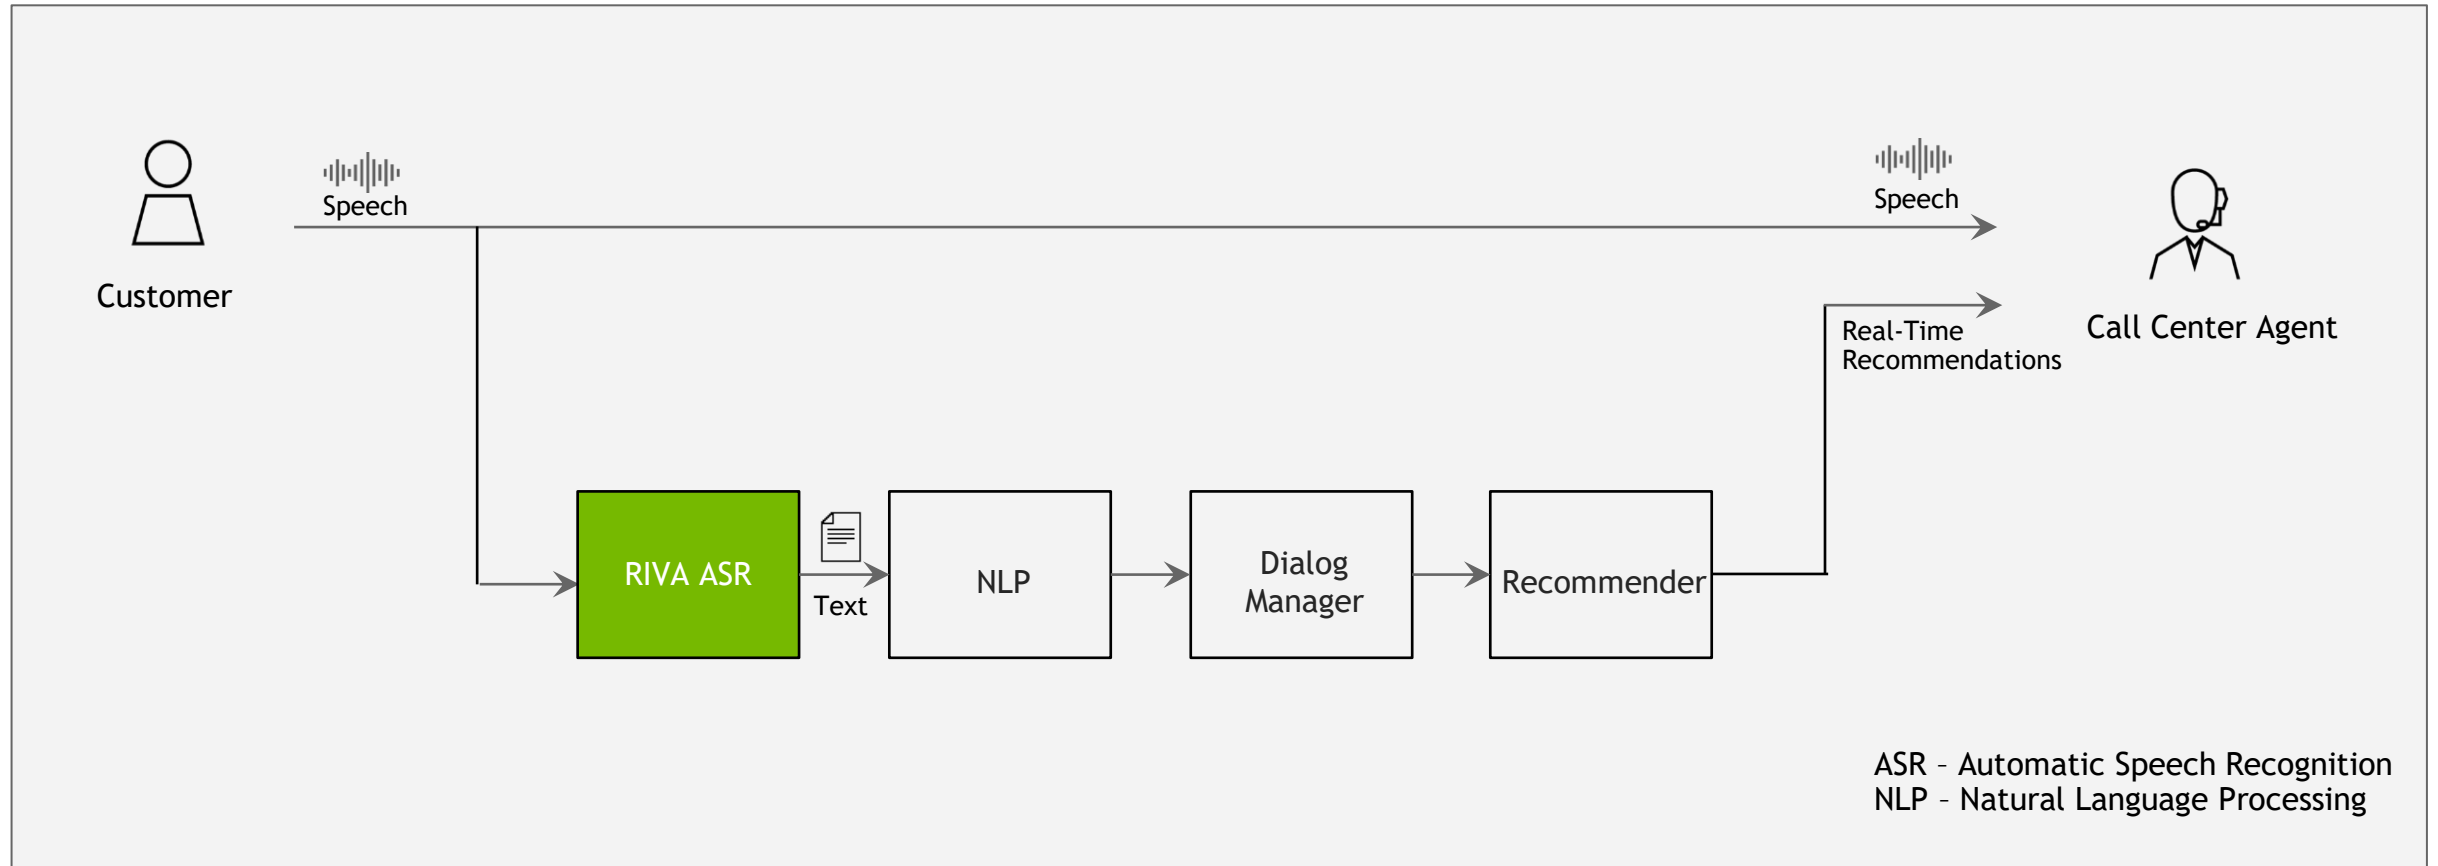 Speech
Speech
Customer
Real-Time
Recommendations
Call Center Agent
RIVA ASR
Text
NLP
Dialog
Manager
Recommender
ASR – Automatic Speech Recognition
NLP – Natural Language Processing